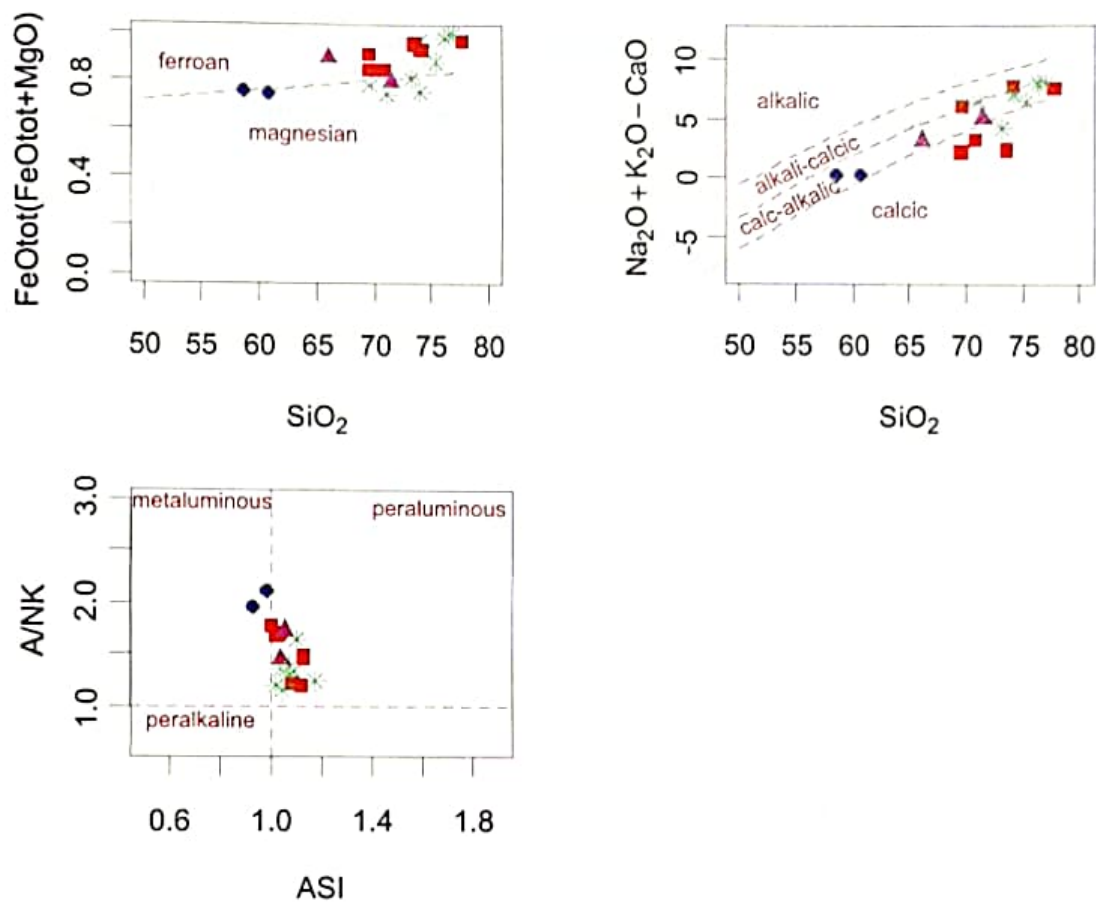 FeOtot(FeOtot+MgO)
0.0 0.4 0.8
ferroan
magnesian
50 55 60 65 70 75 80
SiO2
Na2O + K2O − CaO
-5 0 5 10
alkalic
alkali-calcic
calc-alkalic
calcic
50 55 60 65 70 75 80
SiO2
A/NK
1.0 2.0 3.0
metaluminous
peraluminous
peralkaline
0.6 1.0 1.4 1.8
ASI